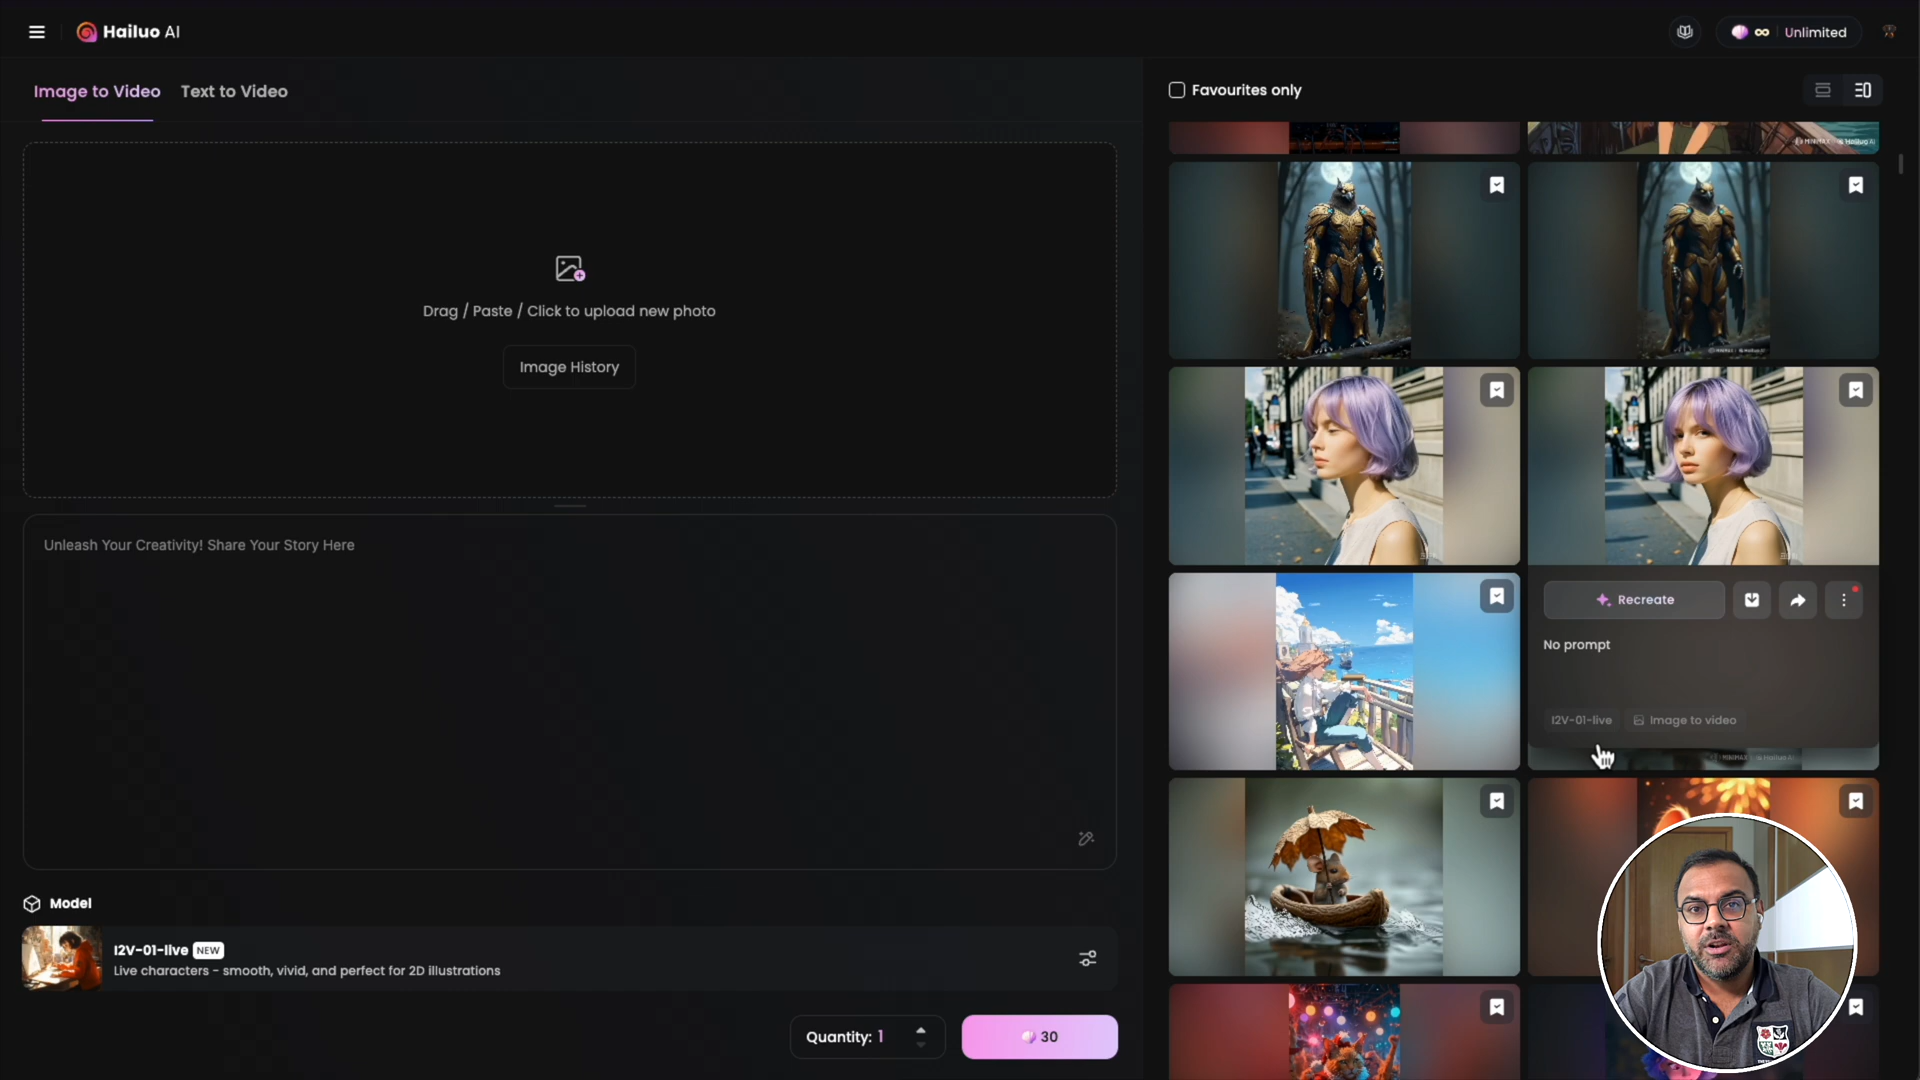 Hailuo AI
Unlimited
Image to Video
Text to Video
Favourites only
Drag / Paste / Click to upload new photo
Image History
Unleash Your Creativity! Share Your Story Here
Recreate
No prompt
I2V-01-live
Image to video
Model
I2V-01-live NEW
Live characters - smooth, vivid, and perfect for 2D illustrations
Quantity: 1
30